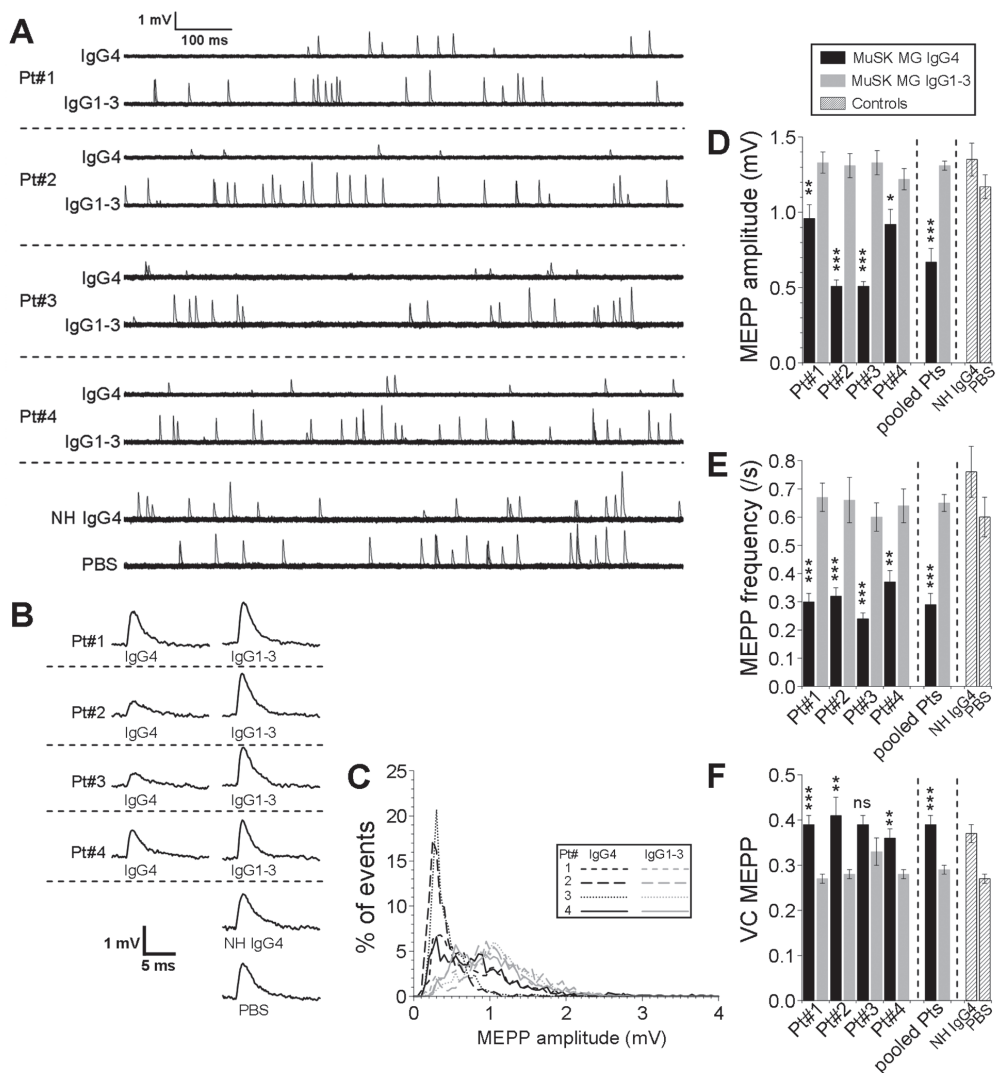 A
1 mV
100 ms
Pt#1
IgG4
IgG1-3
Pt#2
IgG4
IgG1-3
Pt#3
IgG4
IgG1-3
Pt#4
IgG4
IgG1-3
NH IgG4
PBS
B
Pt#1
IgG4
IgG1-3
Pt#2
IgG4
IgG1-3
Pt#3
IgG4
IgG1-3
Pt#4
IgG4
IgG1-3
NH IgG4
1 mV
5 ms
PBS
C
% of events
25
20
15
10
5
0
0 1 2 3 4
MEPP amplitude (mV)
Pt# IgG4 IgG1-3
1
2
3
4
MuSK MG IgG4
MuSK MG IgG1-3
Controls
D
MEPP amplitude (mV)
1.5
1.0
0.5
0.0
** *** *** * ***
Pt#1 Pt#2 Pt#3 Pt#4 pooled Pts NH IgG4 PBS
E
MEPP frequency (/s)
0.8
0.7
0.6
0.5
0.4
0.3
0.2
0.1
0.0
*** *** *** ** ***
Pt#1 Pt#2 Pt#3 Pt#4 pooled Pts NH IgG4 PBS
F
VC MEPP
0.5
0.4
0.3
0.2
0.1
0.0
*** ** ns ** ***
Pt#1 Pt#2 Pt#3 Pt#4 pooled Pts NH IgG4 PBS